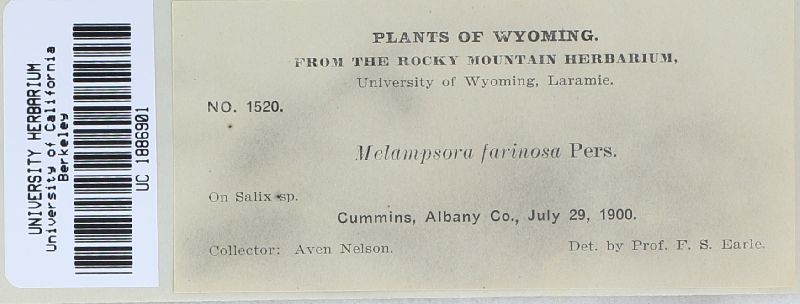 UNIVERSITY HERBARIUM
University of California
Berkeley
UC 1886901
PLANTS OF WYOMING.
FROM THE ROCKY MOUNTAIN HERBARIUM,
University of Wyoming, Laramie.
NO. 1520.
Melampsora farinosa Pers.
On Salix sp.
Cummins, Albany Co., July 29, 1900.
Collector: Aven Nelson.
Det. by Prof. F. S. Earle.